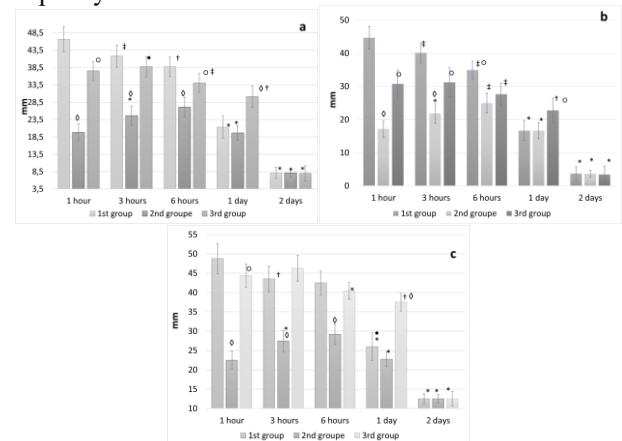 a
48,5
43,5
38,5
33,5
28,5
23,5
18,5
13,5
8,5
3,5
mm
1 hour 3 hours 6 hours 1 day 2 days
1st group 2nd groupe 3rd group
b
50
40
30
20
10
0
mm
1 hour 3 hours 6 hours 1 day 2 days
1st group 2nd groupe 3rd group
c
55
50
45
40
35
30
25
20
15
10
mm
1 hour 3 hours 6 hours 1 day 2 days
1st group 2nd groupe 3rd group